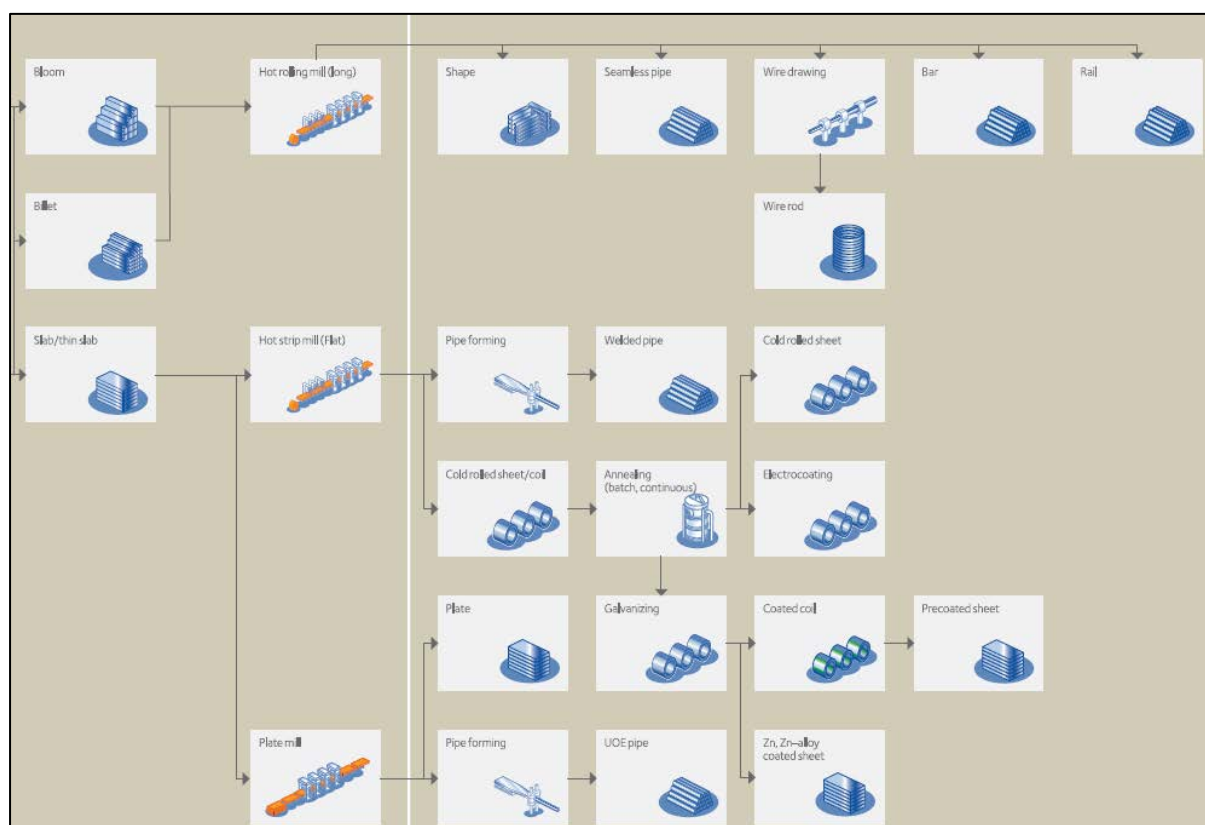 Bloom
Hot rolling mill (long)
Shape
Seamless pipe
Wire drawing
Bar
Rail
Billet
Wire rod
Slab/thin slab
Hot strip mill (Flat)
Pipe forming
Welded pipe
Cold rolled sheet
Cold rolled sheet/coil
Annealing
(batch, continuous)
Electrocoating
Plate
Galvanizing
Coated coil
Precoated sheet
Plate mill
Pipe forming
UOE pipe
Zn, Zn–alloy
coated sheet